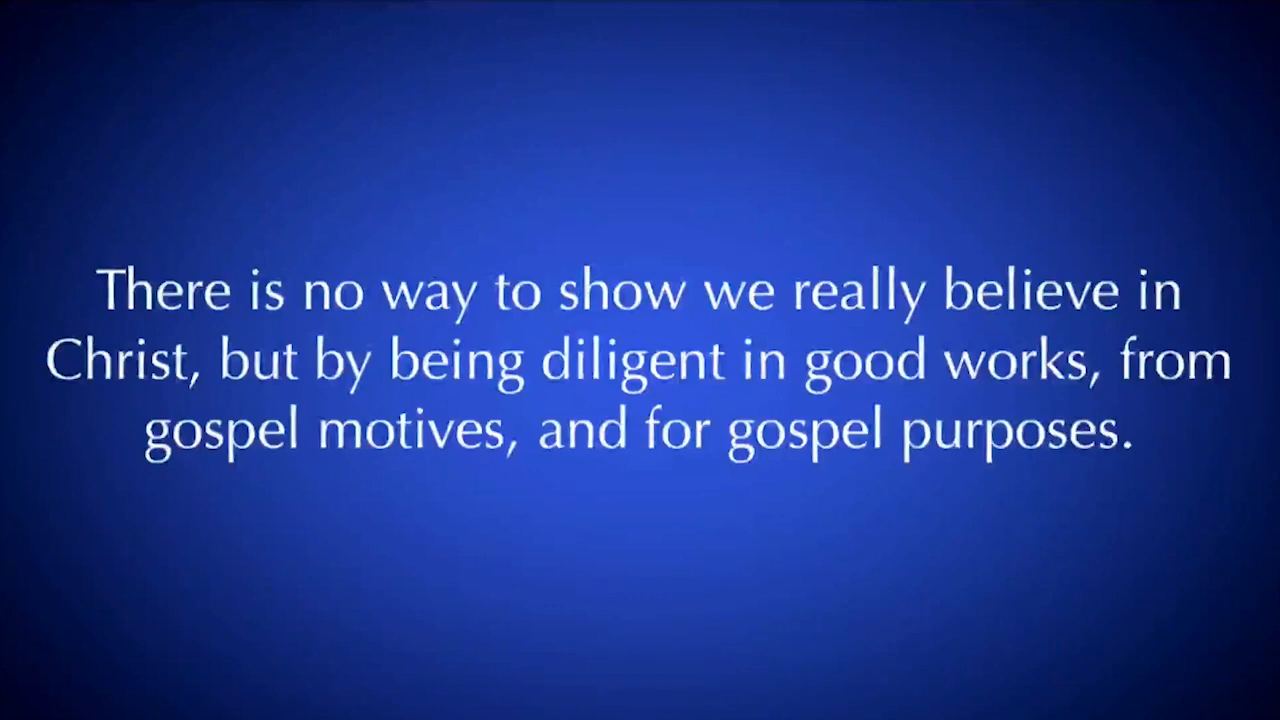 There is no way to show we really believe in
Christ, but by being diligent in good works, from
gospel motives, and for gospel purposes.